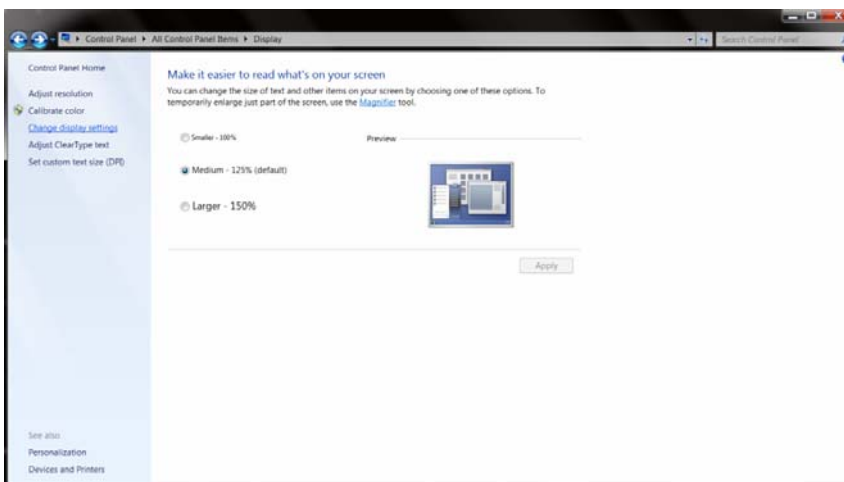 Control Panel ▸ All Control Panel Items ▸ Display
Search Control Panel
Control Panel Home
Adjust resolution
Calibrate color
Change display settings
Adjust ClearType text
Set custom text size (DPI)
See also
Personalization
Devices and Printers
Make it easier to read what's on your screen
You can change the size of text and other items on your screen by choosing one of these options. To
temporarily enlarge just part of the screen, use the Magnifier tool.
Smaller - 100%
Preview
Medium - 125% (default)
Larger - 150%
Apply